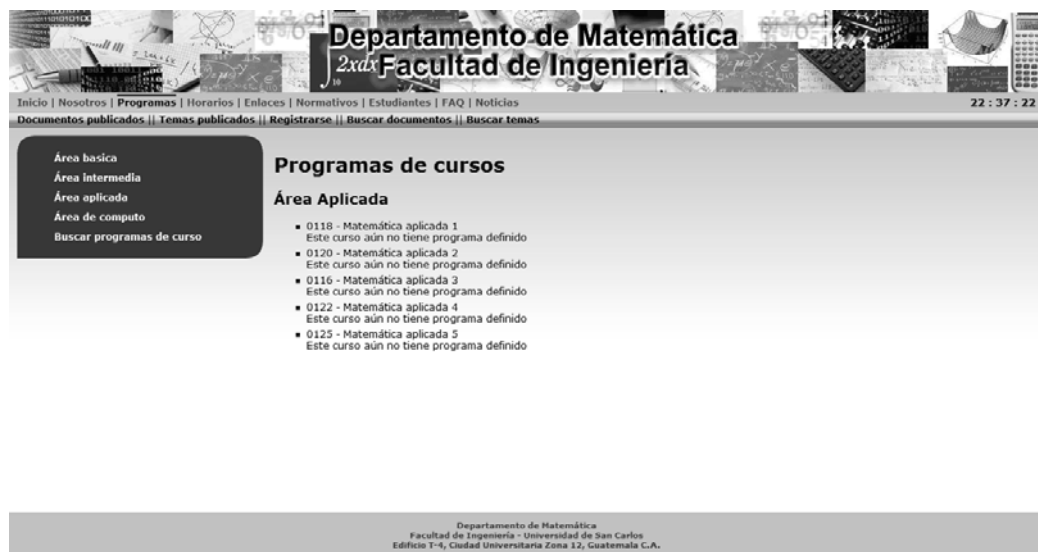 Departamento de Matemática
Facultad de Ingeniería
Inicio | Nosotros | Programas | Horarios | Enlaces | Normativos | Estudiantes | FAQ | Noticias
22 : 37 : 22
Documentos publicados || Temas publicados || Registrarse || Buscar documentos || Buscar temas
Área basica
Área intermedia
Área aplicada
Área de computo
Buscar programas de curso
Programas de cursos
Área Aplicada
0118 - Matemática aplicada 1
Este curso aún no tiene programa definido
0120 - Matemática aplicada 2
Este curso aún no tiene programa definido
0116 - Matemática aplicada 3
Este curso aún no tiene programa definido
0122 - Matemática aplicada 4
Este curso aún no tiene programa definido
0125 - Matemática aplicada 5
Este curso aún no tiene programa definido
Departamento de Matemática
Facultad de Ingeniería - Universidad de San Carlos
Edificio T-4, Ciudad Universitaria Zona 12, Guatemala C.A.